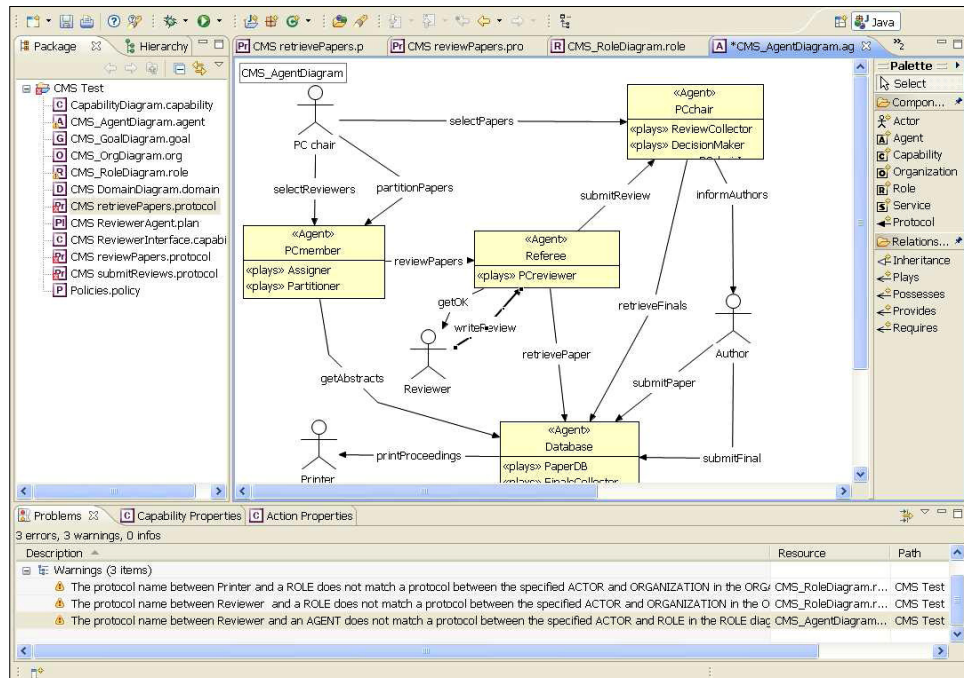 Java
Package
Hierarchy
CMS retrievePapers.p
CMS reviewPapers.pro
CMS_RoleDiagram.role
*CMS_AgentDiagram.ag
»2
CMS Test
CapabilityDiagram.capability
CMS_AgentDiagram.agent
CMS_GoalDiagram.goal
CMS_OrgDiagram.org
CMS_RoleDiagram.role
CMS DomainDiagram.domain
CMS retrievePapers.protocol
CMS ReviewerAgent.plan
CMS ReviewerInterface.capabi
CMS reviewPapers.protocol
CMS submitReviews.protocol
Policies.policy
CMS_AgentDiagram
PC chair
selectPapers
«Agent»
PCchair
«plays» ReviewCollector
«plays» DecisionMaker
selectReviewers
partitionPapers
submitReview
informAuthors
«Agent»
PCmember
«plays» Assigner
«plays» Partitioner
reviewPapers
«Agent»
Referee
«plays» PCreviewer
getOK
writeReview
Reviewer
retrieveFinals
Author
retrievePaper
getAbstracts
submitPaper
«Agent»
Database
«plays» PaperDB
«plays» FinalsCollector
printProceedings
submitFinal
Printer
Palette
Select
Compon...
Actor
Agent
Capability
Organization
Role
Service
Protocol
Relations...
Inheritance
Plays
Possesses
Provides
Requires
Problems
Capability Properties
Action Properties
3 errors, 3 warnings, 0 infos
Description Resource Path
Warnings (3 items)
The protocol name between Printer and a ROLE does not match a protocol between the specified ACTOR and ORGANIZATION in the ORGA CMS_RoleDiagram.r... CMS Test
The protocol name between Reviewer and a ROLE does not match a protocol between the specified ACTOR and ORGANIZATION in the O CMS_RoleDiagram.r... CMS Test
The protocol name between Reviewer and an AGENT does not match a protocol between the specified ACTOR and ROLE in the ROLE diag CMS_AgentDiagram... CMS Test